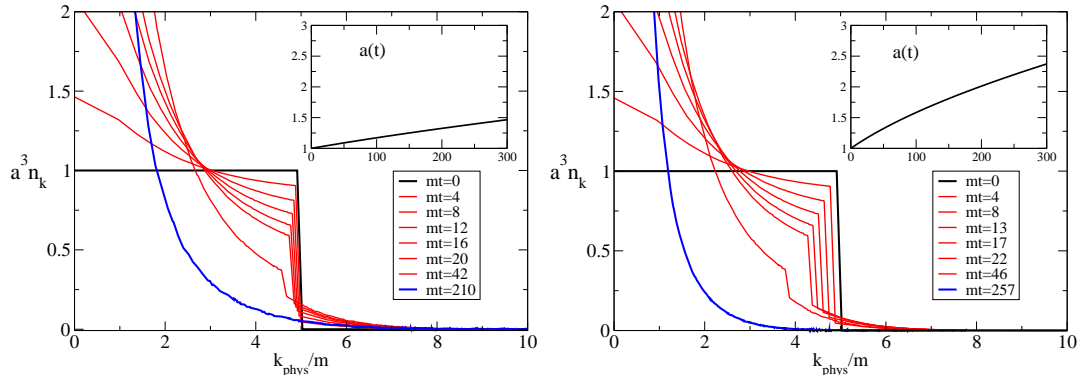 2
1.5
1
0.5
0
a³ n_k
0 2 4 6 8 10
k_phys/m
a(t)
3
2.5
2
1.5
1
0 100 200 300
mt=0
mt=4
mt=8
mt=12
mt=16
mt=20
mt=42
mt=210
2
1.5
1
0.5
0
a³ n_k
0 2 4 6 8 10
k_phys/m
a(t)
3
2.5
2
1.5
1
0 100 200 300
mt=0
mt=4
mt=8
mt=13
mt=17
mt=22
mt=46
mt=257